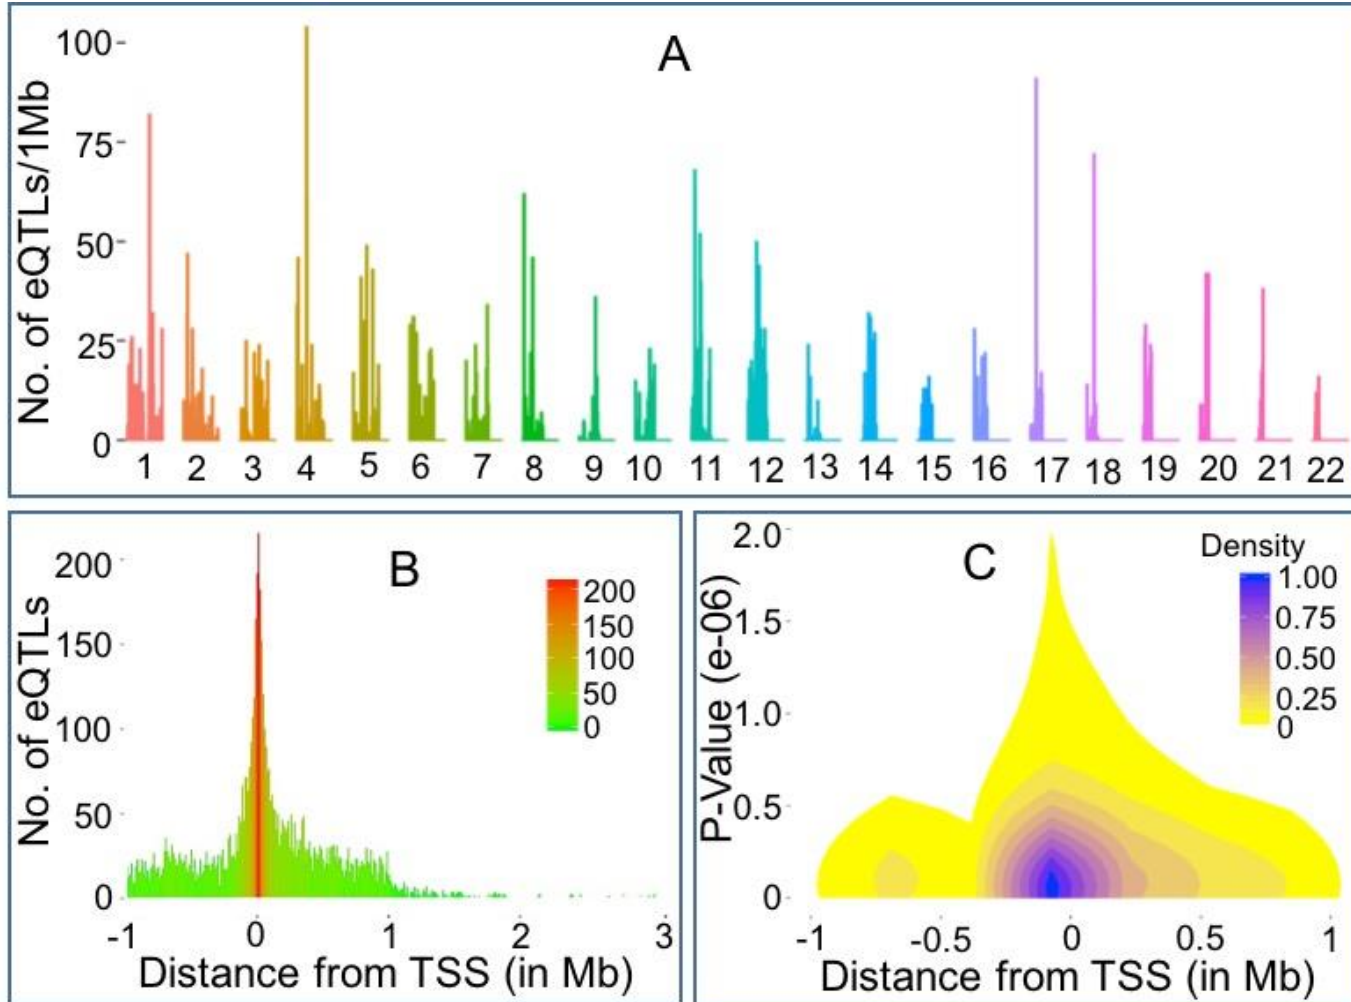 A
No. of eQTLs/1Mb
100
75
50
25
0
1 2 3 4 5 6 7 8 9 10 11 12 13 14 15 16 17 18 19 20 21 22
B
No. of eQTLs
200
150
100
50
0
-1 0 1 2 3
Distance from TSS (in Mb)
200
150
100
50
0
C
P-Value (e-06)
2.0
1.5
1.0
0.5
0
-1 -0.5 0 0.5 1
Distance from TSS (in Mb)
Density
1.00
0.75
0.50
0.25
0